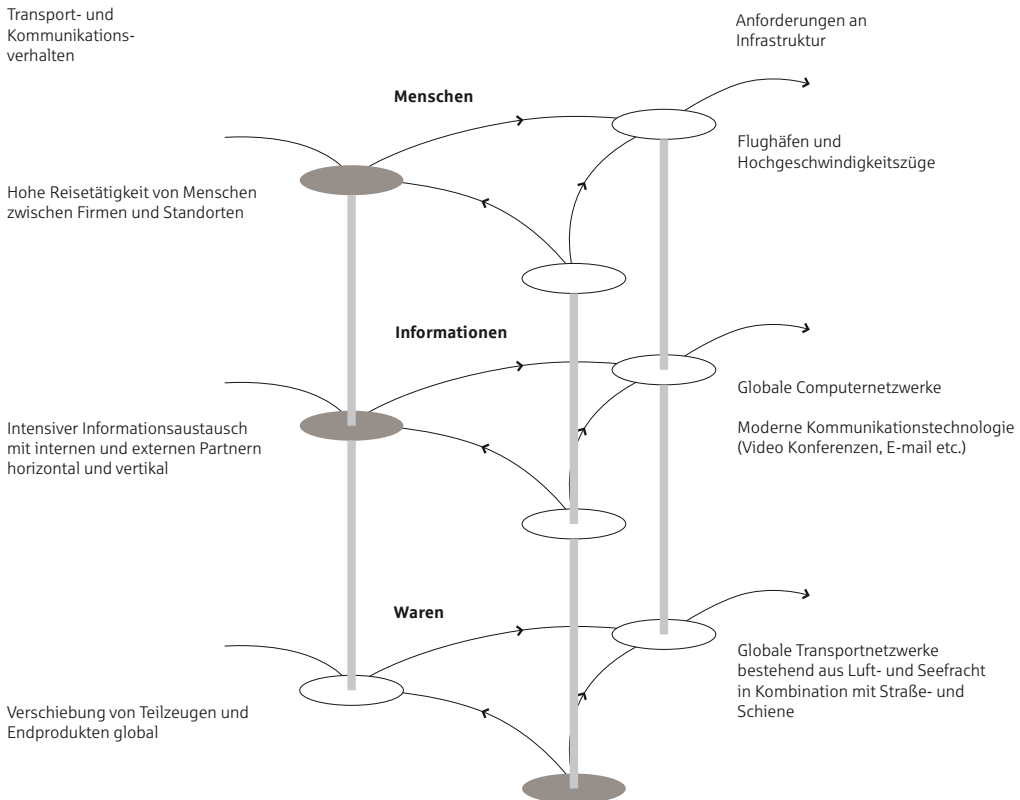 Transport- und
Kommunikations-
verhalten
Anforderungen an
Infrastruktur
Menschen
Flughäfen und
Hochgeschwindigkeitszüge
Hohe Reisetätigkeit von Menschen
zwischen Firmen und Standorten
Informationen
Globale Computernetzwerke
Moderne Kommunikationstechnologie
(Video Konferenzen, E-mail etc.)
Intensiver Informationsaustausch
mit internen und externen Partnern
horizontal und vertikal
Waren
Globale Transportnetzwerke
bestehend aus Luft- und Seefracht
in Kombination mit Straße- und
Schiene
Verschiebung von Teilzeugen und
Endprodukten global